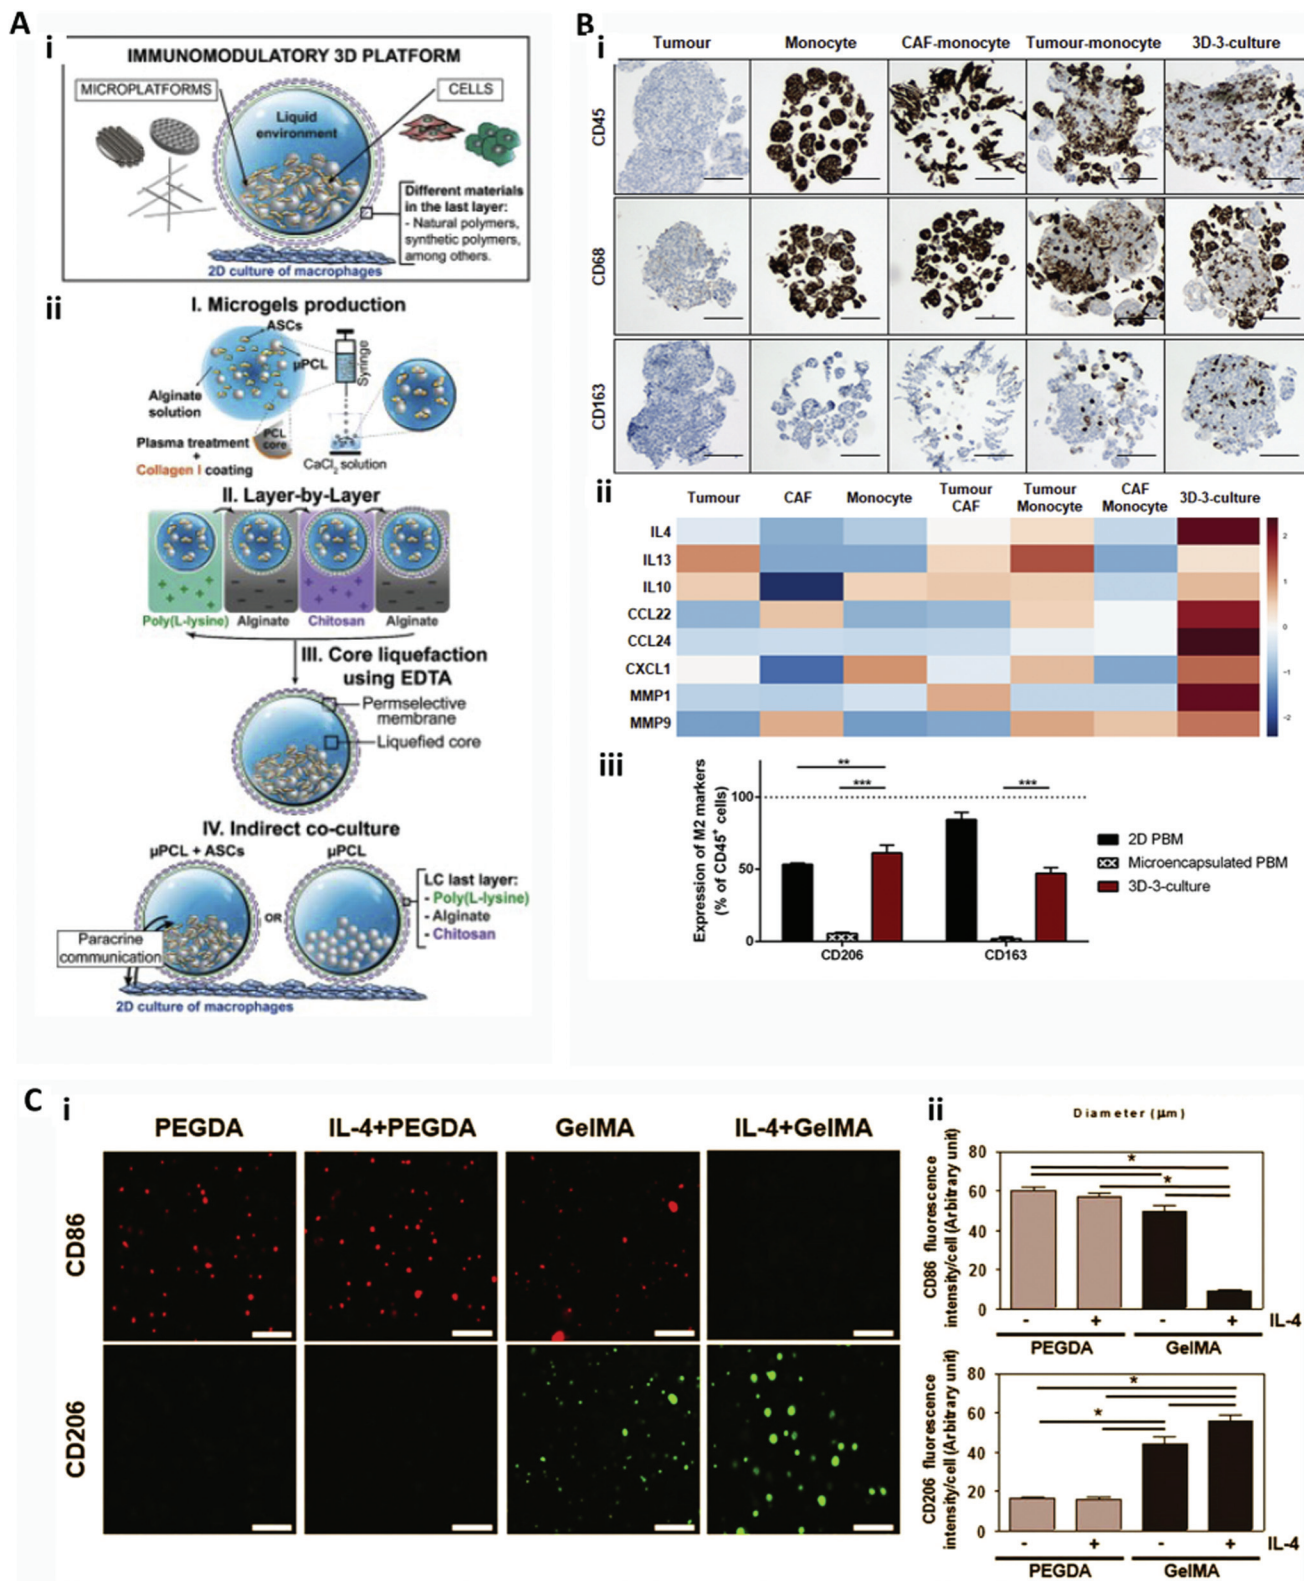 A
i
IMMUNOMODULATORY 3D PLATFORM
MICROPLATFORMS
CELLS
Liquid
environment
Different materials
in the last layer:
- Natural polymers,
synthetic polymers,
among others.
2D culture of macrophages
ii
I. Microgels production
ASCs
μPCL
Syringe
Alginate
solution
PCL
core
Plasma treatment
+
Collagen I coating
CaCl2 solution
II. Layer-by-Layer
Poly(L-lysine)
Alginate
Chitosan
Alginate
III. Core liquefaction
using EDTA
Permselective
membrane
Liquefied core
IV. Indirect co-culture
μPCL + ASCs
μPCL
OR
LC last layer:
- Poly(L-lysine)
- Alginate
- Chitosan
Paracrine
communication
2D culture of macrophages
B
i
Tumour
Monocyte
CAF-monocyte
Tumour-monocyte
3D-3-culture
CD45
CD68
CD163
ii
Tumour
CAF
Monocyte
Tumour
CAF
Tumour
Monocyte
CAF
Monocyte
3D-3-culture
IL4
IL13
IL10
CCL22
CCL24
CXCL1
MMP1
MMP9
2
1
0
-1
-2
iii
Expression of M2 markers
(% of CD45+ cells)
100
50
0
**
***
***
CD206
CD163
2D PBM
Microencapsulated PBM
3D-3-culture
C
i
PEGDA
IL-4+PEGDA
GelMA
IL-4+GelMA
CD86
CD206
ii
Diameter (μm)
CD86 fluorescence
intensity/cell (Arbitrary unit)
80
60
40
20
0
*
*
- + - + IL-4
PEGDA
GelMA
CD206 fluorescence
intensity/cell (Arbitrary unit)
80
60
40
20
0
*
*
- + - + IL-4
PEGDA
GelMA